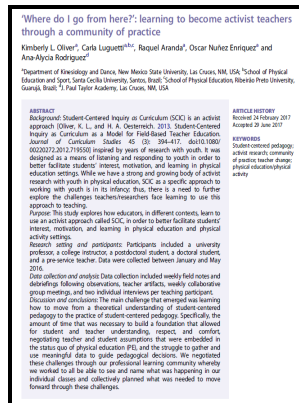 ‘Where do I go from here?’: learning to become activist teachers
through a community of practice
Kimberly L. Oliver^a, Carla Luguetti^a,b,c, Raquel Aranda^a, Oscar Nuñez Enriquez^a and
Ana-Alycia Rodriguez^d
^aDepartment of Kinesiology and Dance, New Mexico State University, Las Cruces, NM, USA; ^bSchool of Physical
Education and Sport, Santa Cecilia University, Santos, Brazil; ^cSchool of Physical Education, Ribeirão Preto University,
Guarujá, Brazil; ^dJ. Paul Taylor Academy, Las Cruces, NM, USA
ABSTRACT
Background: Student-Centered Inquiry as Curriculum (SCIC) is an activist
approach [Oliver, K. L., and H. A. Oesterreich. 2013. Student-Centered
Inquiry as Curriculum as a Model for Field-Based Teacher Education.
Journal of Curriculum Studies 45 (3): 394–417. doi:10.1080/
00220272.2012.719550] inspired by years of research with youth. It was
designed as a means of listening and responding to youth in order to
better facilitate students' interest, motivation, and learning in physical
education settings. While we have a strong and growing body of activist
research with youth in physical education, SCIC as a specific approach to
working with youth is in its infancy; thus, there is a need to further
explore the challenges teachers/researchers face learning to use this
approach to teaching.
Purpose: This study explores how educators, in different contexts, learn to
use an activist approach called SCIC, in order to better facilitate students'
interest, motivation, and learning in physical education and physical
activity settings.
Research setting and participants: Participants included a university
professor, a college instructor, a postdoctoral student, a doctoral student,
and a pre-service teacher. Data were collected between January and May
2016.
Data collection and analysis: Data collection included weekly field notes and
debriefings following observations, teacher artifacts, weekly collaborative
group meetings, and two individual interviews per teaching participant.
Discussion and conclusions: The main challenge that emerged was learning
how to move from a theoretical understanding of student-centered
pedagogy to the practice of student-centered pedagogy. Specifically, the
amount of time that was necessary to build a foundation that allowed
for student and teacher understanding, respect, and comfort;
negotiating teacher and student assumptions that were embedded in
the status quo of physical education (PE), and the struggle to gather and
use meaningful data to guide pedagogical decisions. We negotiated
these challenges through our professional learning community whereby
we worked to all be able to see and name what was happening in our
individual classes and collectively planned what was needed to move
forward through these challenges.
ARTICLE HISTORY
Received 24 February 2017
Accepted 29 June 2017
KEYWORDS
Student-centered pedagogy;
activist research; community
of practice; teacher change;
physical education/physical
activity